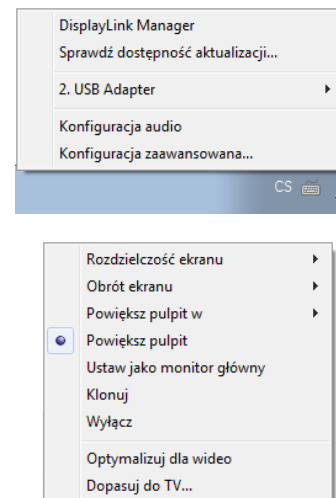 DisplayLink Manager
Sprawdź dostępność aktualizacji...
2. USB Adapter
Konfiguracja audio
Konfiguracja zaawansowana...
CS
Rozdzielczość ekranu
Obrót ekranu
Powiększ pulpit w
Powiększ pulpit
Ustaw jako monitor główny
Klonuj
Wyłącz
Optymalizuj dla wideo
Dopasuj do TV...